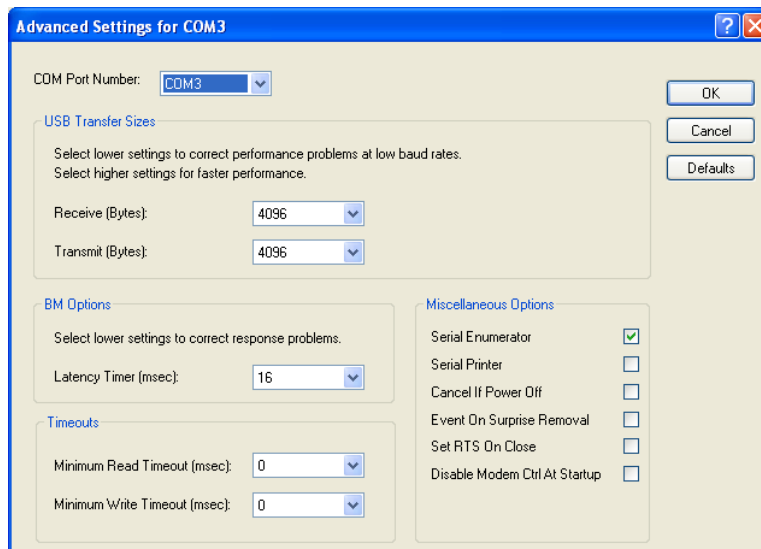 Advanced Settings for COM3
COM Port Number: COM3
OK
Cancel
Defaults
USB Transfer Sizes
Select lower settings to correct performance problems at low baud rates.
Select higher settings for faster performance.
Receive (Bytes): 4096
Transmit (Bytes): 4096
BM Options
Select lower settings to correct response problems.
Latency Timer (msec): 16
Timeouts
Minimum Read Timeout (msec): 0
Minimum Write Timeout (msec): 0
Miscellaneous Options
Serial Enumerator
Serial Printer
Cancel If Power Off
Event On Surprise Removal
Set RTS On Close
Disable Modem Ctrl At Startup